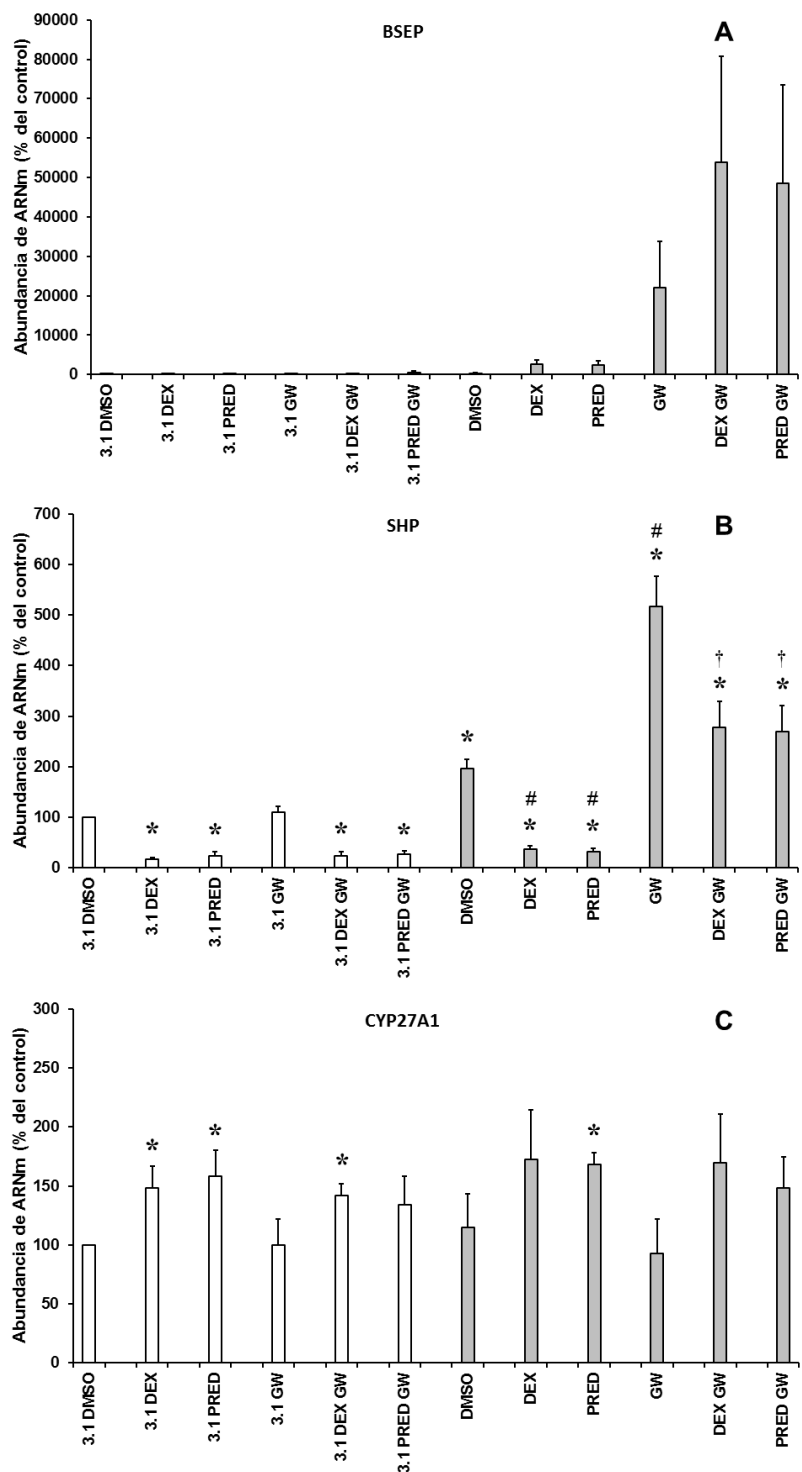 BSEP
A
Abundancia de ARNm (% del control)
90000
80000
70000
60000
50000
40000
30000
20000
10000
0
3.1 DMSO
3.1 DEX
3.1 PRED
3.1 GW
3.1 DEX GW
3.1 PRED GW
DMSO
DEX
PRED
GW
DEX GW
PRED GW
SHP
B
Abundancia de ARNm (% del control)
700
600
500
400
300
200
100
0
* * * * * # * # * # * † * † *
3.1 DMSO
3.1 DEX
3.1 PRED
3.1 GW
3.1 DEX GW
3.1 PRED GW
DMSO
DEX
PRED
GW
DEX GW
PRED GW
CYP27A1
C
Abundancia de ARNm (% del control)
300
250
200
150
100
50
0
* * * *
3.1 DMSO
3.1 DEX
3.1 PRED
3.1 GW
3.1 DEX GW
3.1 PRED GW
DMSO
DEX
PRED
GW
DEX GW
PRED GW